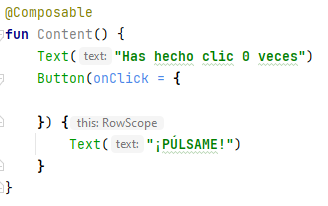 @Composable
fun Content() {
Text( text: "Has hecho clic 0 veces")
Button(onClick = {
}) { this: RowScope
Text( text: "¡PÚLSAME!")
}
}